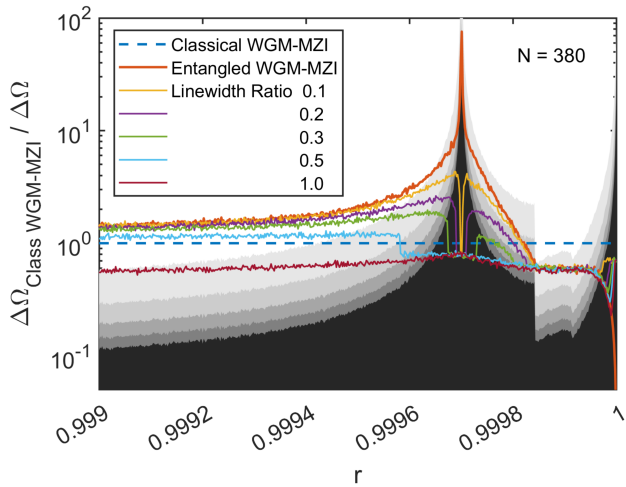 10^2
Classical WGM-MZI
Entangled WGM-MZI
Linewidth Ratio 0.1
0.2
0.3
0.5
1.0
N = 380
10^1
10^0
10^-1
ΔΩ_Class WGM-MZI / ΔΩ
0.999
0.9992
0.9994
0.9996
0.9998
1
r